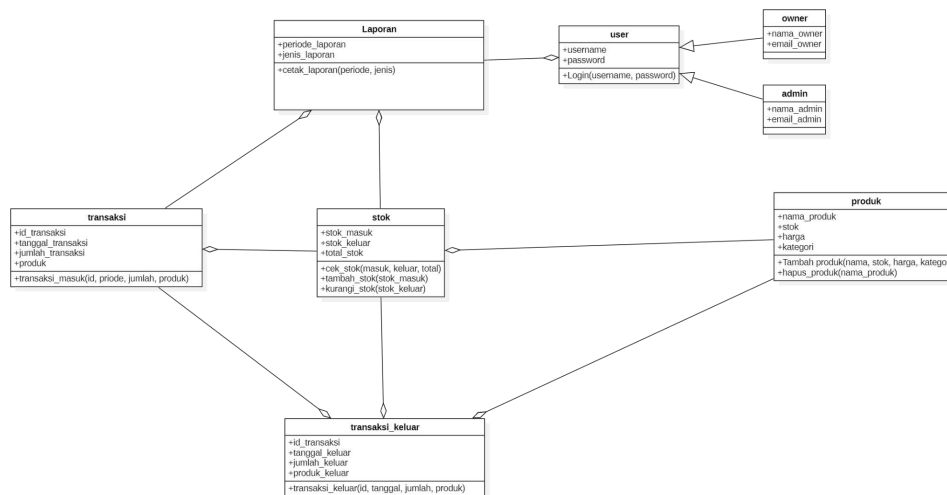 Laporan
+periode_laporan
+jenis_laporan
+cetak_laporan(periode, jenis)
user
+username
+password
+Login(username, password)
owner
+nama_owner
+email_owner
admin
+nama_admin
+email_admin
transaksi
+id_transaksi
+tanggal_transaksi
+jumlah_transaksi
+produk
+transaksi_masuk(id, priode, jumlah, produk)
stok
+stok_masuk
+stok_keluar
+total_stok
+cek_stok(masuk, keluar, total)
+tambah_stok(stok_masuk)
+kurangi_stok(stok_keluar)
produk
+nama_produk
+stok
+harga
+kategori
+Tambah produk(nama, stok, harga, katego
+hapus_produk(nama_produk)
transaksi_keluar
+id_transaksi
+tanggal_keluar
+jumlah_keluar
+produk_keluar
+transaksi_keluar(id, tanggal, jumlah, produk)